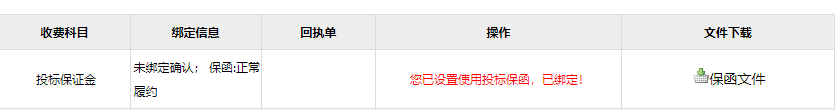 收费科目 绑定信息 回执单 操作 文件下载
投标保证金 未绑定确认； 保函:正常履约 您已设置使用投标保函，已绑定！ 保函文件